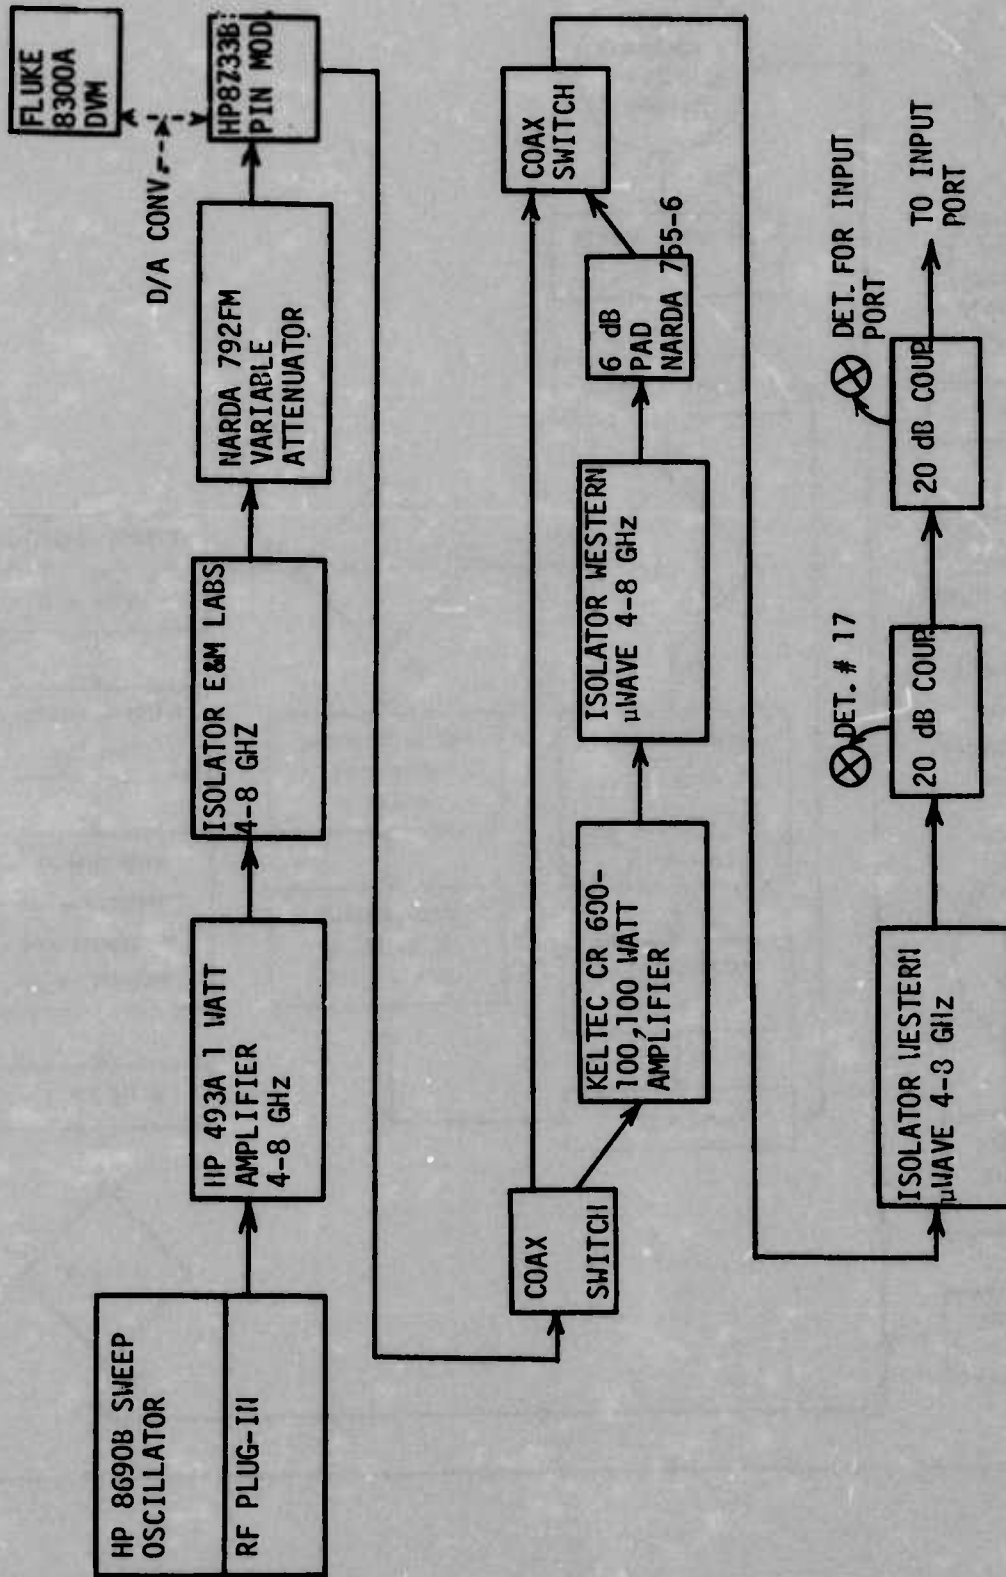 HP 8690B SWEEP
OSCILLATOR
RF PLUG-IN
HP 493A 1 WATT
AMPLIFIER
4-8 GHz
ISOLATOR E&M LABS
4-8 GHZ
NARDA 792FM
VARIABLE
ATTENUATOR
D/A CONV.
FLUKE
8300A
DVM
HP8733B
PIN MOD.
COAX
SWITCH
KELTEC CR 600-
100,100 WATT
AMPLIFIER
ISOLATOR WESTERN
µWAVE 4-8 GHz
6 dB
PAD
NARDA 765-6
COAX
SWITCH
ISOLATOR WESTERN
µWAVE 4-8 GHz
DET. # 17
20 dB COUP.
DET. FOR INPUT
PORT
20 dB COUP.
TO INPUT
PORT